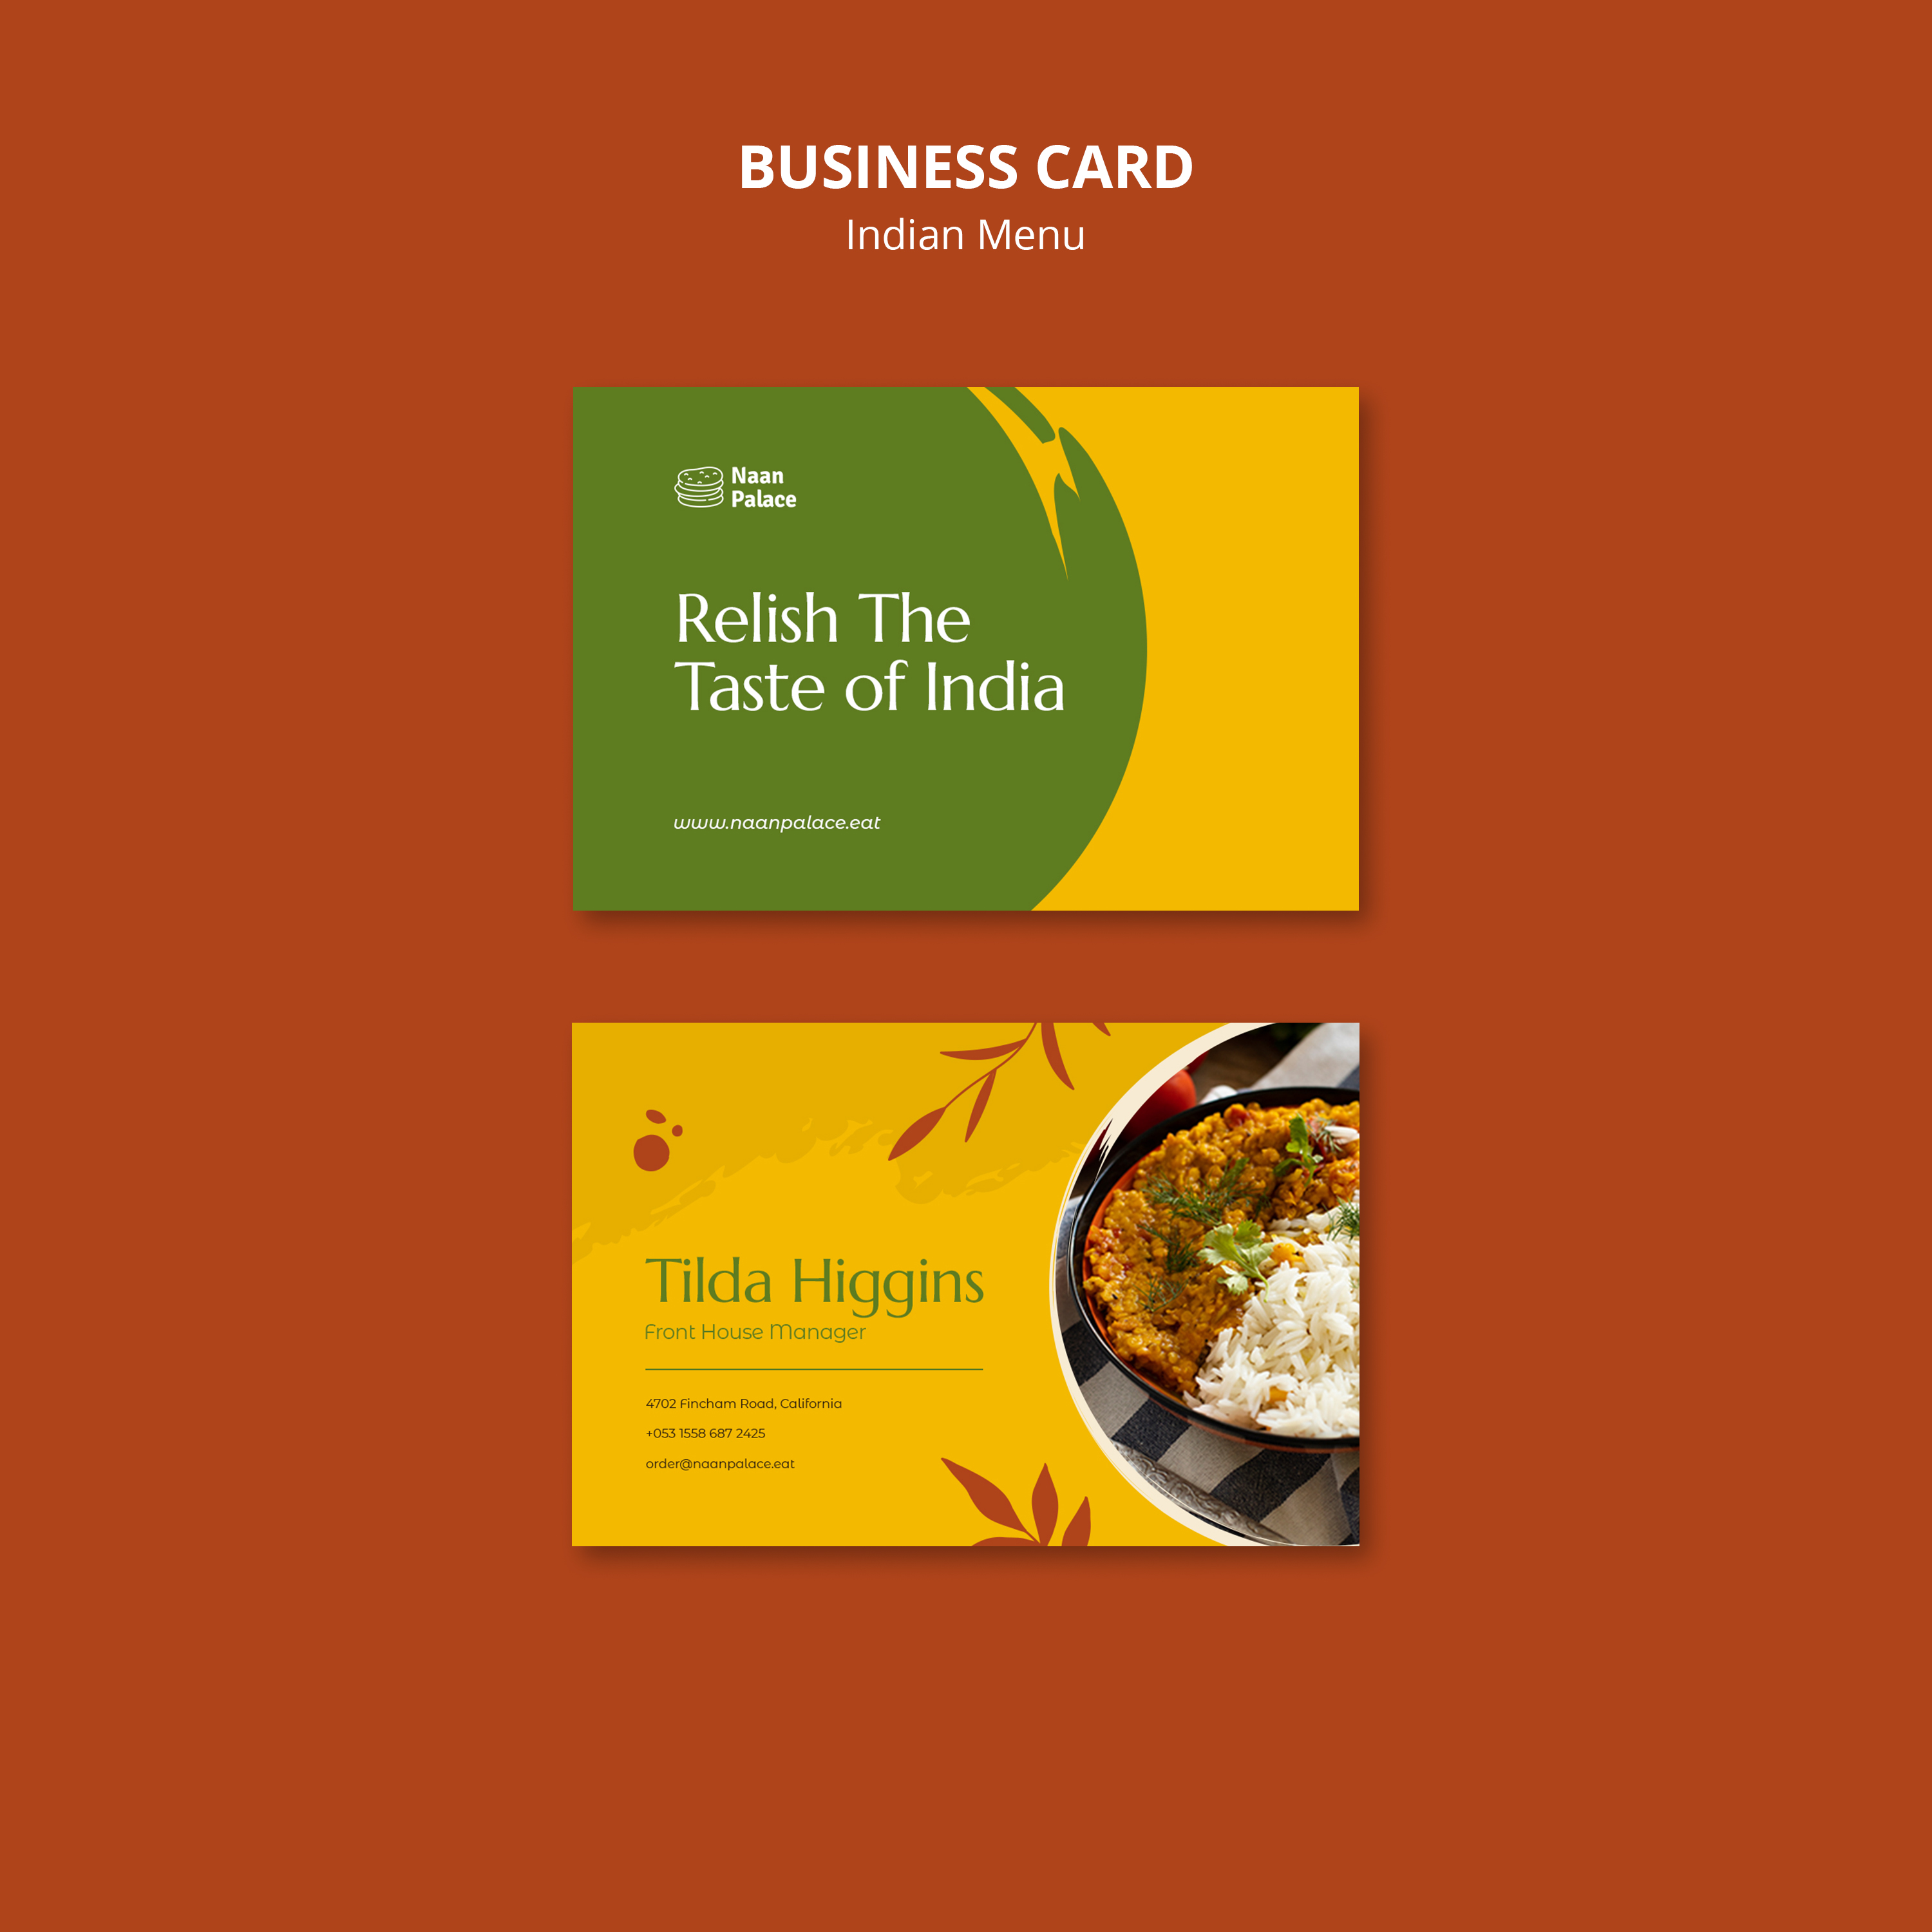 BUSINESS CARD
Indian Menu
Naan
Palace
Relish The
Taste of India
www.naanpalace.eat
Tilda Higgins
Front House Manager
4702 Fincham Road, California
+053 1558 687 2425
order@naanpalace.eat